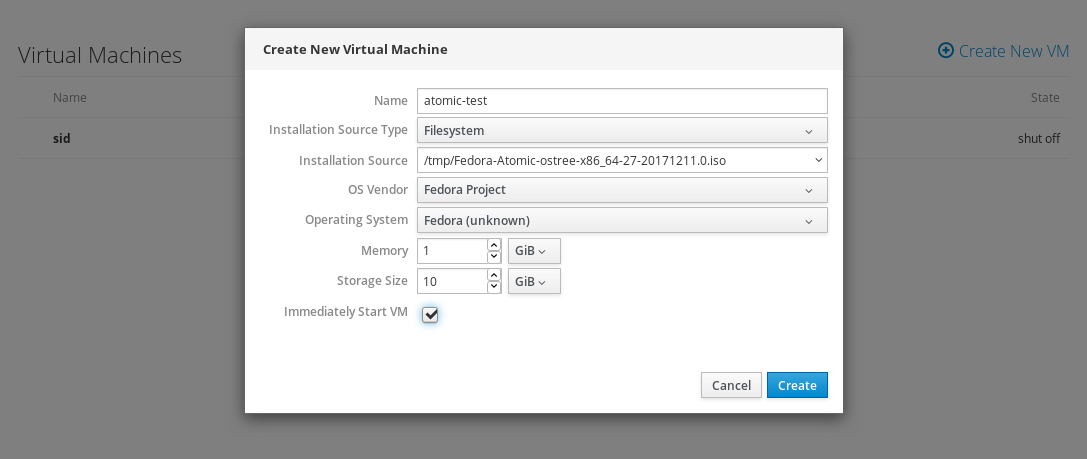 Create New Virtual Machine
Virtual Machines
Create New VM
Name State
sid shut off
Name atomic-test
Installation Source Type Filesystem
Installation Source /tmp/Fedora-Atomic-ostree-x86_64-27-20171211.0.iso
OS Vendor Fedora Project
Operating System Fedora (unknown)
Memory 1 GiB
Storage Size 10 GiB
Immediately Start VM
Cancel Create